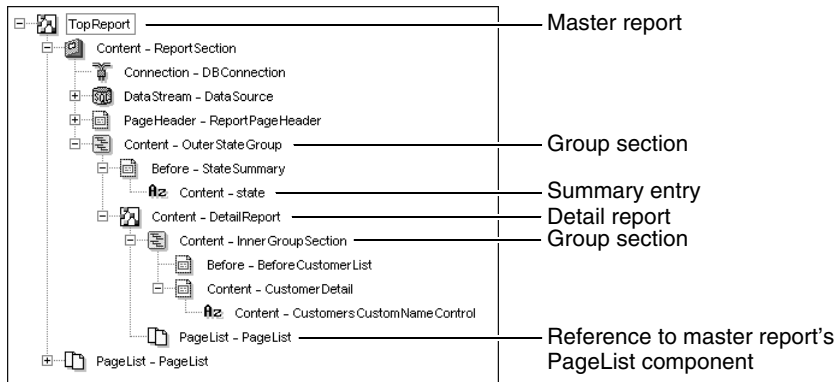 TopReport
Master report
Content – ReportSection
Connection – DBConnection
DataStream – DataSource
PageHeader – ReportPageHeader
Content – OuterStateGroup
Group section
Before – StateSummary
Content – state
Summary entry
Content – DetailReport
Detail report
Content – InnerGroupSection
Group section
Before – BeforeCustomerList
Content – CustomerDetail
Content – CustomersCustomNameControl
PageList – PageList
Reference to master report's
PageList component
PageList – PageList